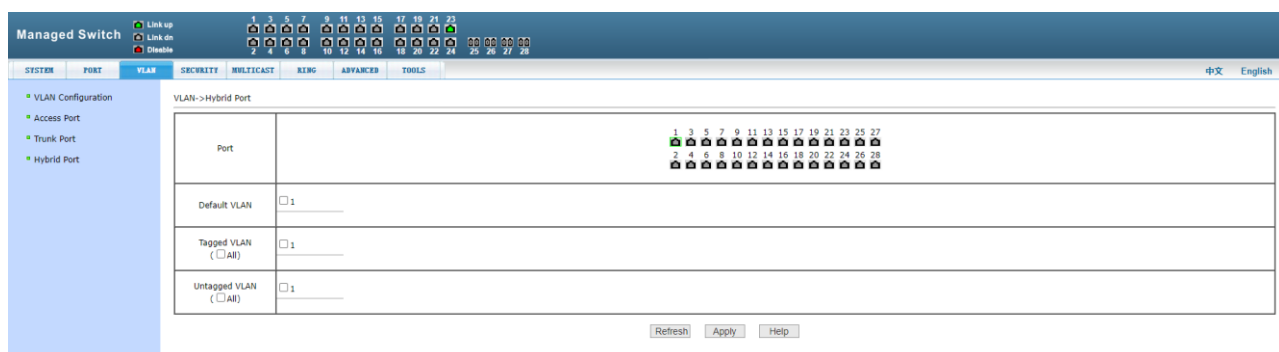 Managed Switch
Link up
Link dn
Disable
1 3 5 7 9 11 13 15 17 19 21 23
2 4 6 8 10 12 14 16 18 20 22 24 25 26 27 28
SYSTEM PORT VLAN SECURITY MULTICAST RING ADVANCED TOOLS 中文 English
VLAN Configuration
Access Port
Trunk Port
Hybrid Port
VLAN->Hybrid Port
Port
1 3 5 7 9 11 13 15 17 19 21 23 25 27
2 4 6 8 10 12 14 16 18 20 22 24 26 28
Default VLAN
1
Tagged VLAN
( All)
1
Untagged VLAN
( All)
1
Refresh Apply Help